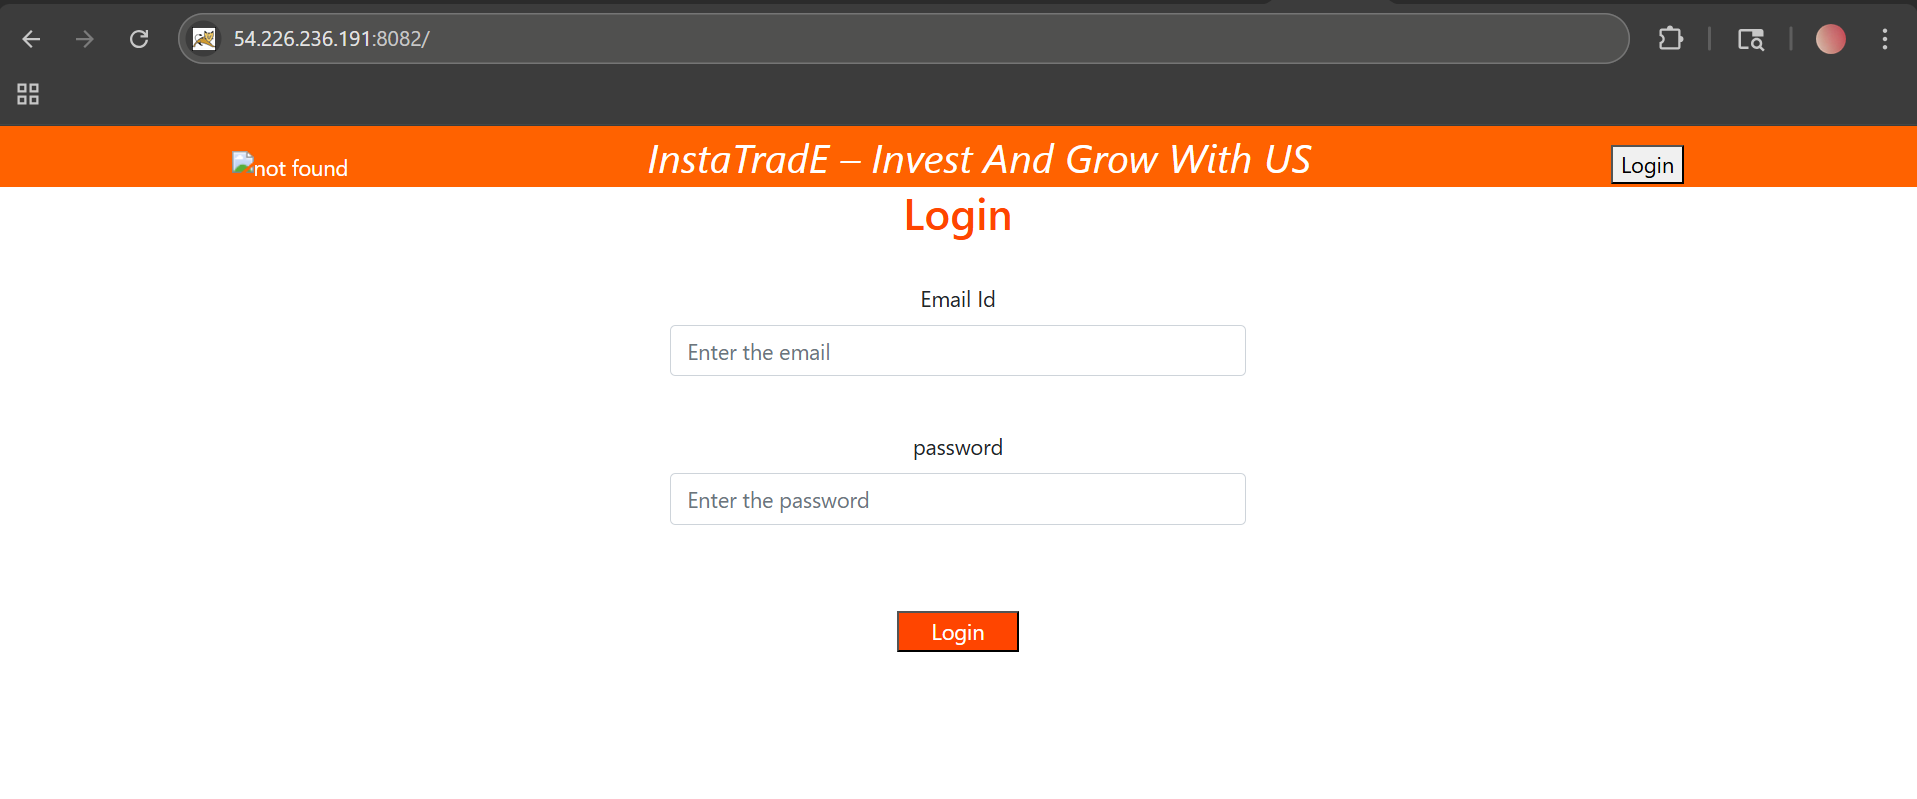 54.226.236.191:8082/
not found
InstaTradE – Invest And Grow With US
Login
Login
Email Id
Enter the email
password
Enter the password
Login